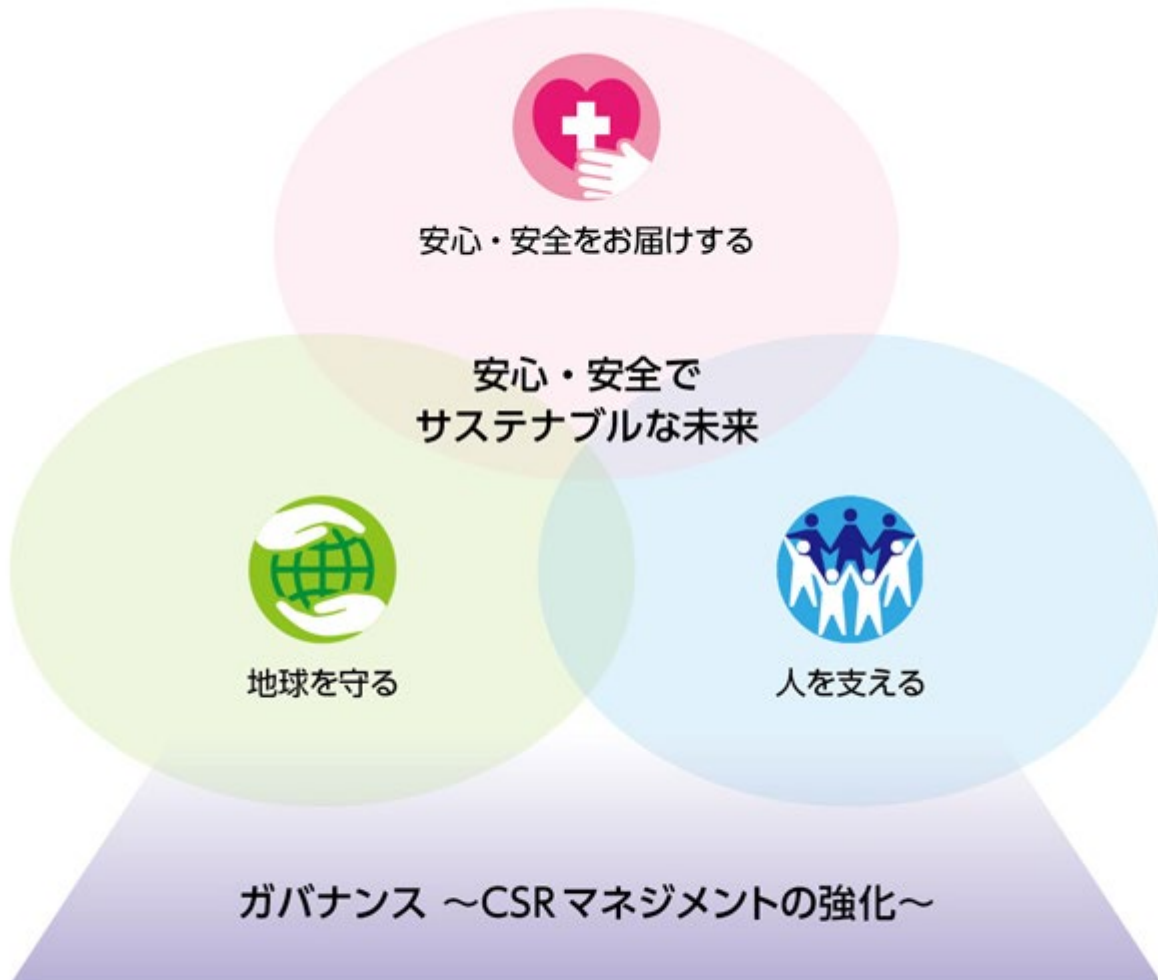 安心・安全をお届けする
安心・安全で
サステナブルな未来
地球を守る
人を支える
ガバナンス ～CSRマネジメントの強化～